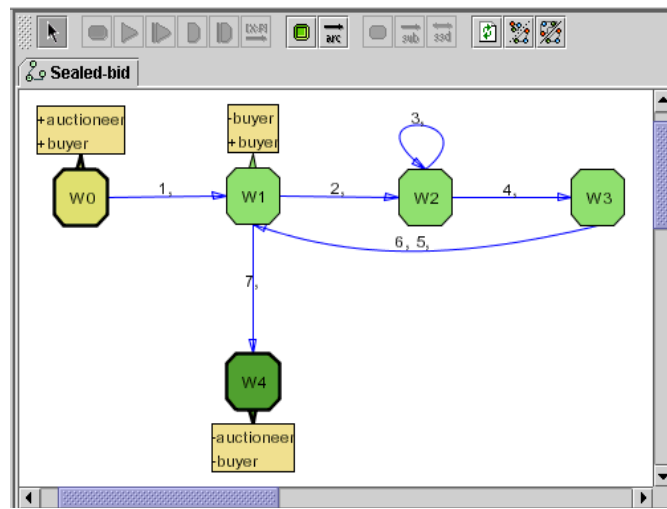 arc
sub
ssd
Sealed-bid
+auctioneer
+buyer
-buyer
+buyer
3,
W0
1,
W1
2,
W2
4,
W3
6, 5,
7,
W4
-auctioneer
-buyer